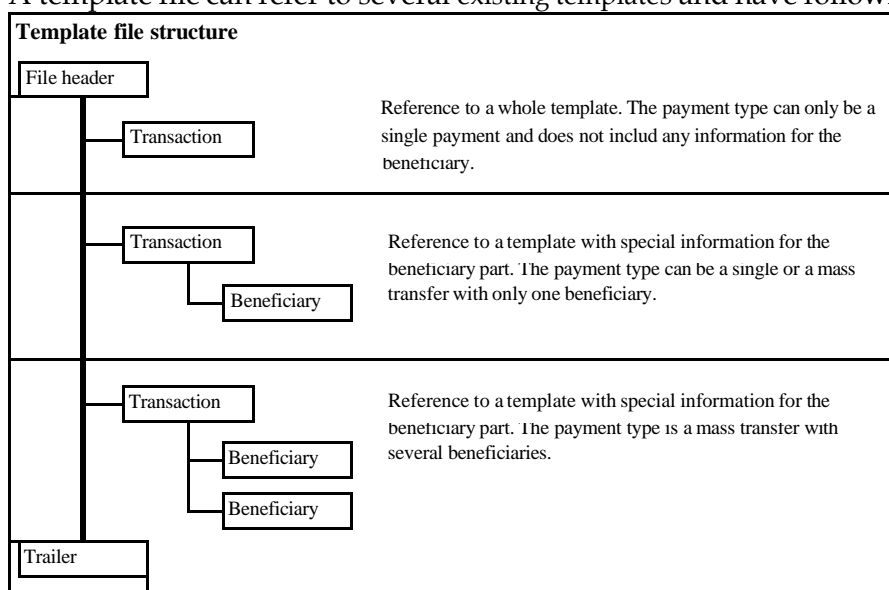 A template file can refer to several existing templates and have follow
Template file structure
File header
Transaction
Reference to a whole template. The payment type can only be a
single payment and does not includ any information for the
beneficiary.
Transaction
Reference to a template with special information for the
beneficiary part. The payment type can be a single or a mass
transfer with only one beneficiary.
Beneficiary
Transaction
Reference to a template with special information for the
beneficiary part. The payment type is a mass transfer with
several beneficiaries.
Beneficiary
Beneficiary
Trailer